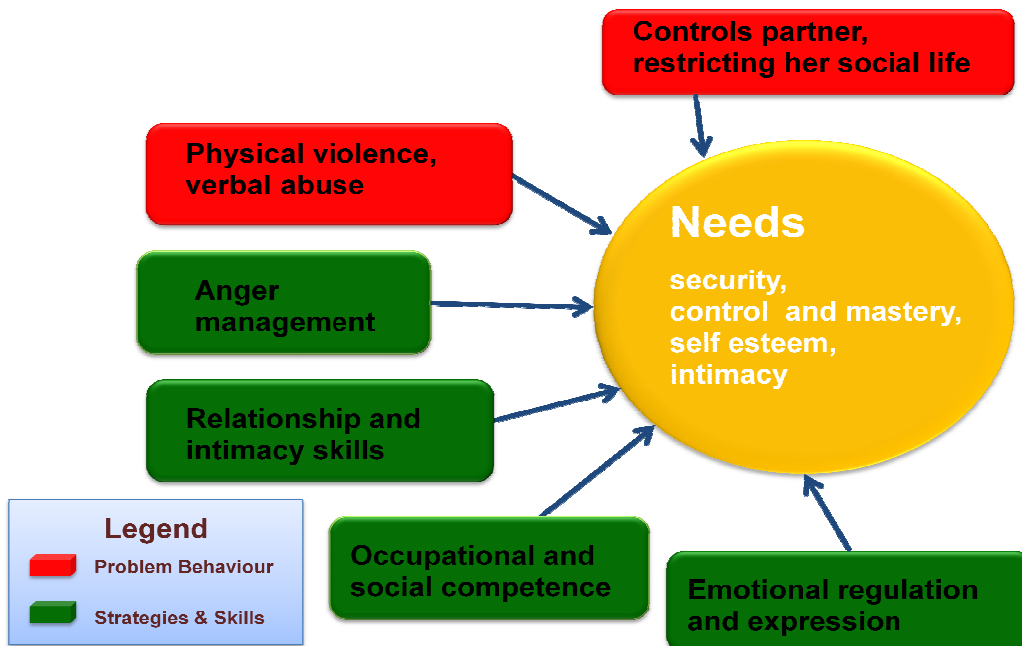 Controls partner,
restricting her social life
Physical violence,
verbal abuse
Needs
security,
control and mastery,
self esteem,
intimacy
Anger
management
Relationship and
intimacy skills
Occupational and
social competence
Emotional regulation
and expression
Legend
Problem Behaviour
Strategies & Skills